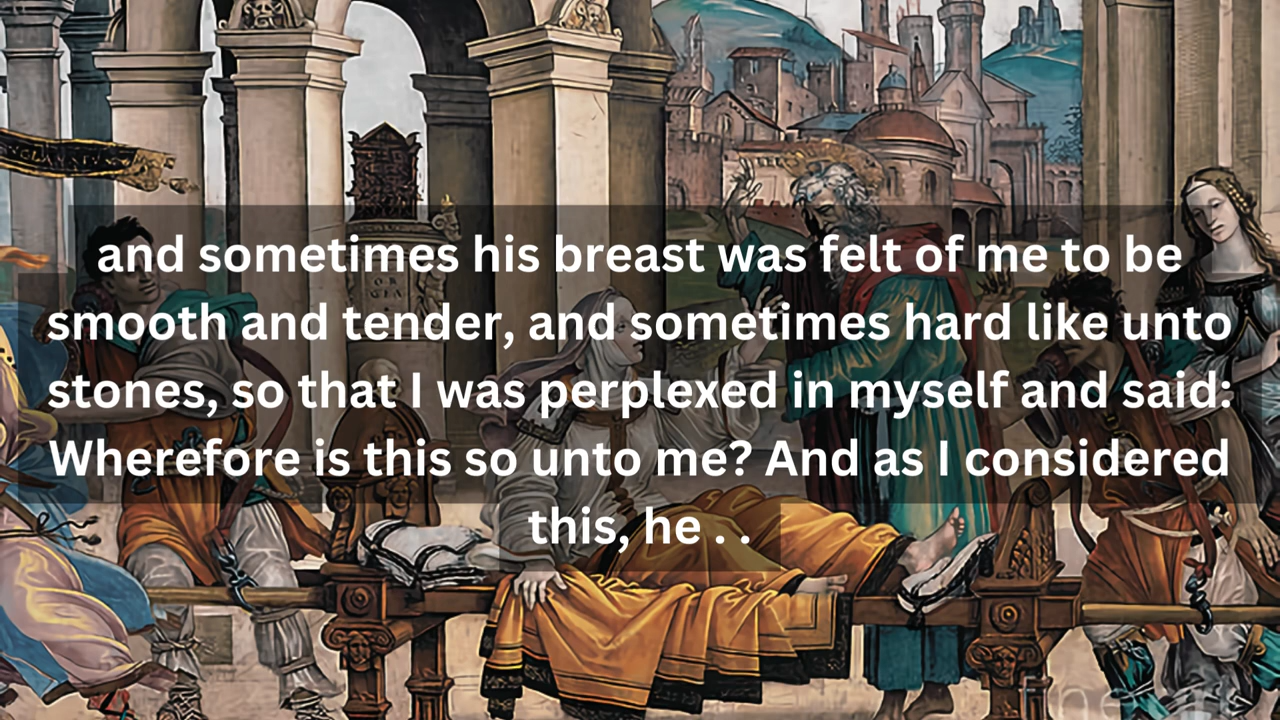 and sometimes his breast was felt of me to be
smooth and tender, and sometimes hard like unto
stones, so that I was perplexed in myself and said:
Wherefore is this so unto me? And as I considered
this, he . .
OR
GIA